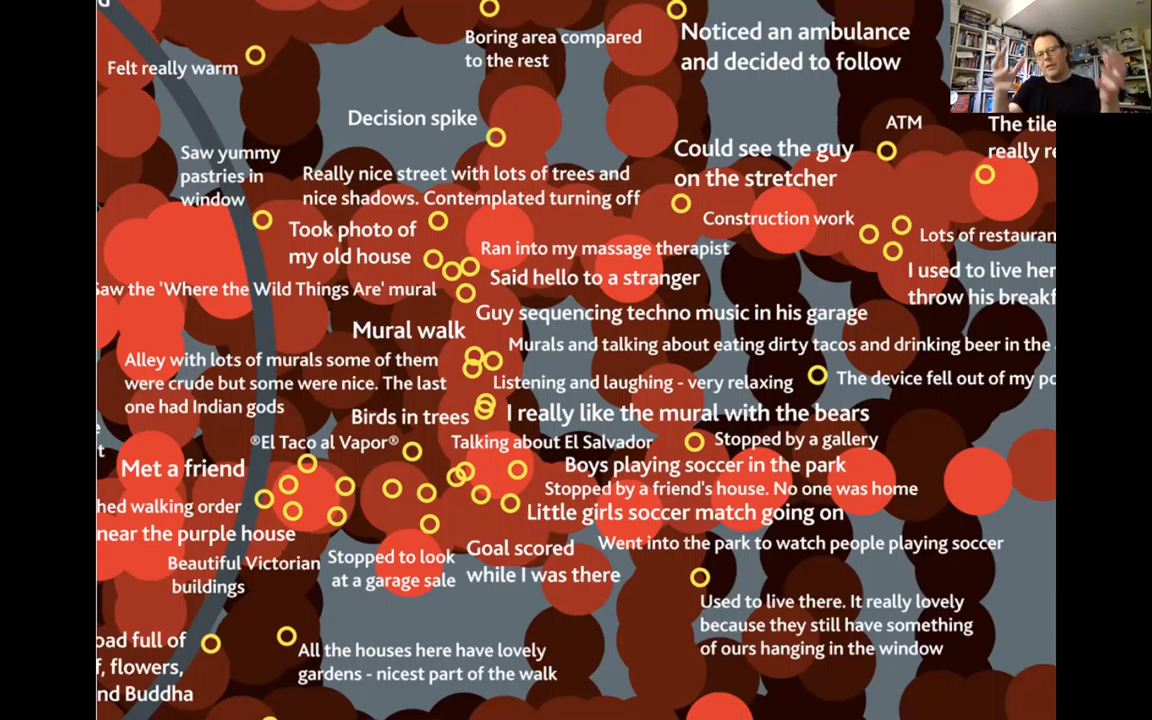 Boring area compared
to the rest
Noticed an ambulance
and decided to follow
Felt really warm
Decision spike
ATM
The tile
really re
Could see the guy
on the stretcher
Saw yummy
pastries in
window
Really nice street with lots of trees and
nice shadows. Contemplated turning off
Construction work
Took photo of
my old house
Ran into my massage therapist
Lots of restauran
Said hello to a stranger
I used to live her
throw his breakf
Saw the 'Where the Wild Things Are' mural
Guy sequencing techno music in his garage
Mural walk
Murals and talking about eating dirty tacos and drinking beer in the
Alley with lots of murals some of them
were crude but some were nice. The last
one had Indian gods
Listening and laughing - very relaxing
The device fell out of my po
Birds in trees
I really like the mural with the bears
®El Taco al Vapor®
Talking about El Salvador
Stopped by a gallery
Met a friend
Boys playing soccer in the park
Stopped by a friend's house. No one was home
hed walking order
Little girls soccer match going on
near the purple house
Went into the park to watch people playing soccer
Beautiful Victorian
buildings
Stopped to look
at a garage sale
Goal scored
while I was there
Used to live there. It really lovely
because they still have something
of ours hanging in the window
oad full of
f, flowers,
nd Buddha
All the houses here have lovely
gardens - nicest part of the walk